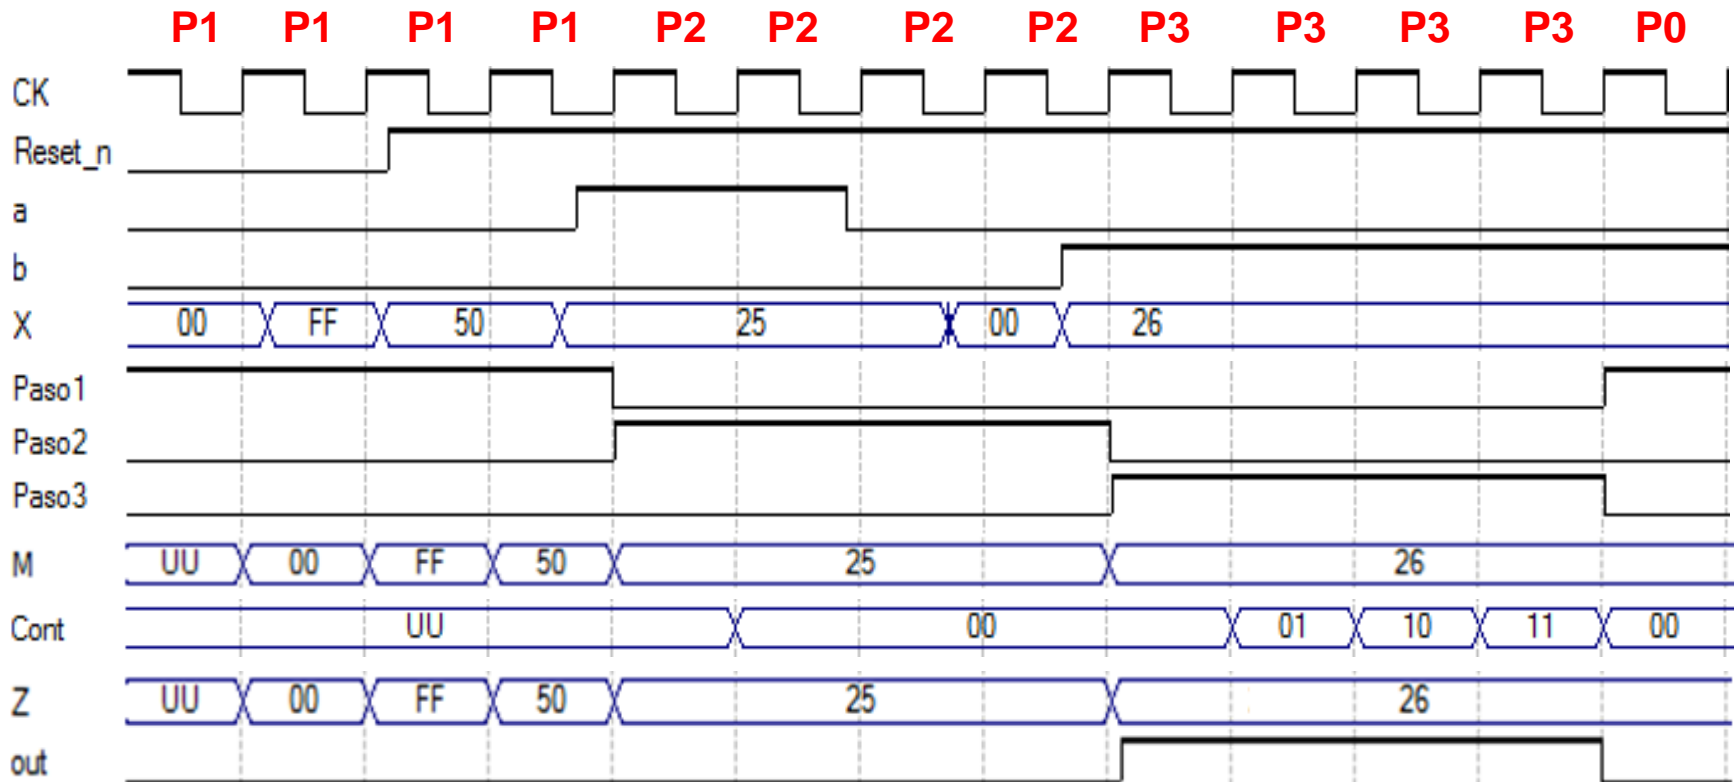 P1 P1 P1 P1 P2 P2 P2 P2 P3 P3 P3 P3 P0
CK
Reset_n
a
b
X 00 FF 50 25 00 26
Paso1
Paso2
Paso3
M UU 00 FF 50 25 26
Cont UU 00 01 10 11 00
Z UU 00 FF 50 25 26
out